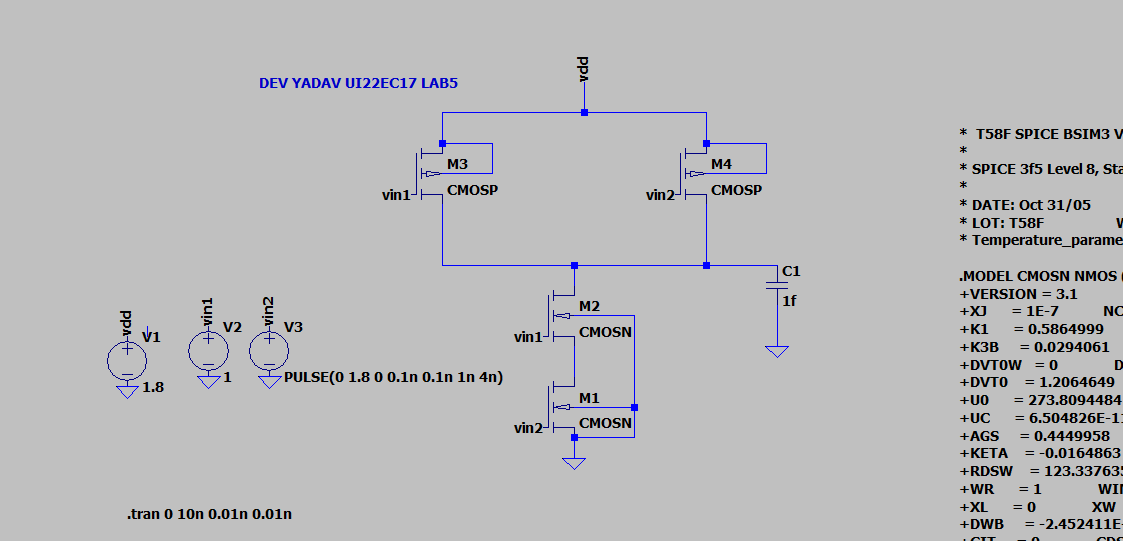 DEV YADAV UI22EC17 LAB5
vdd
M3
CMOSP
vin1
M4
CMOSP
vin2
C1
1f
M2
CMOSN
vin1
M1
CMOSN
vin2
vdd
V1
1.8
vin1
V2
1
vin2
V3
PULSE(0 1.8 0 0.1n 0.1n 1n 4n)
.tran 0 10n 0.01n 0.01n
* T58F SPICE BSIM3 V
*
* SPICE 3f5 Level 8, Sta
*
* DATE: Oct 31/05
* LOT: T58F W
* Temperature_parame
.MODEL CMOSN NMOS (
+VERSION = 3.1
+XJ = 1E-7 NC
+K1 = 0.5864999
+K3B = 0.0294061
+DVT0W = 0 D
+DVT0 = 1.2064649
+U0 = 273.8094484
+UC = 6.504826E-11
+AGS = 0.4449958
+KETA = -0.0164863
+RDSW = 123.337635
+WR = 1 WIN
+XL = 0 XW
+DWB = -2.452411E-